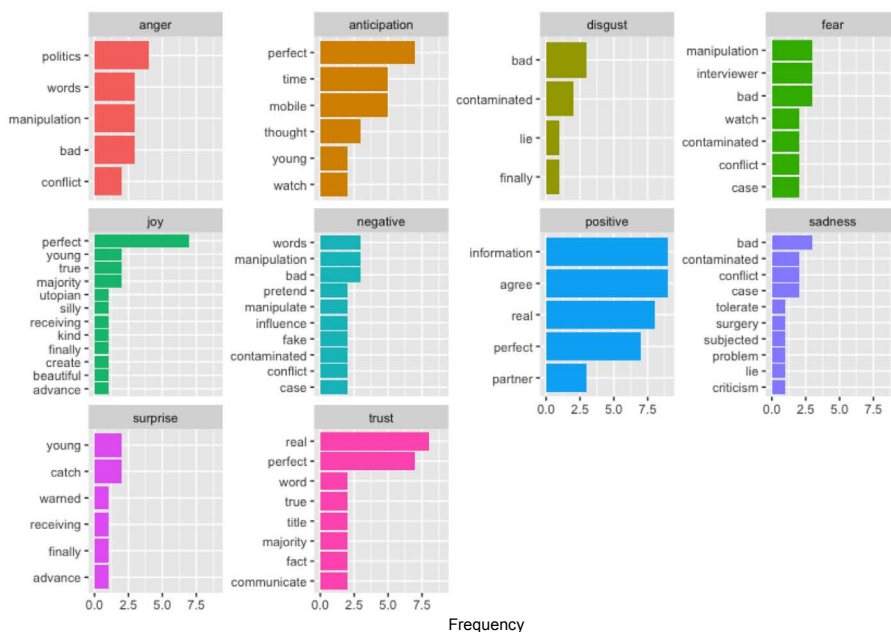 anger
politics
words
manipulation
bad
conflict
anticipation
perfect
time
mobile
thought
young
watch
disgust
bad
contaminated
lie
finally
fear
manipulation
interviewer
bad
watch
contaminated
conflict
case
joy
perfect
young
true
majority
utopian
silly
receiving
kind
finally
create
beautiful
advance
negative
words
manipulation
bad
pretend
manipulate
influence
fake
contaminated
conflict
case
positive
information
agree
real
perfect
partner
0.0 2.5 5.0 7.5
sadness
bad
contaminated
conflict
case
tolerate
surgery
subjected
problem
lie
criticism
0.0 2.5 5.0 7.5
surprise
young
catch
warned
receiving
finally
advance
0.0 2.5 5.0 7.5
trust
real
perfect
word
true
title
majority
fact
communicate
0.0 2.5 5.0 7.5
Frequency